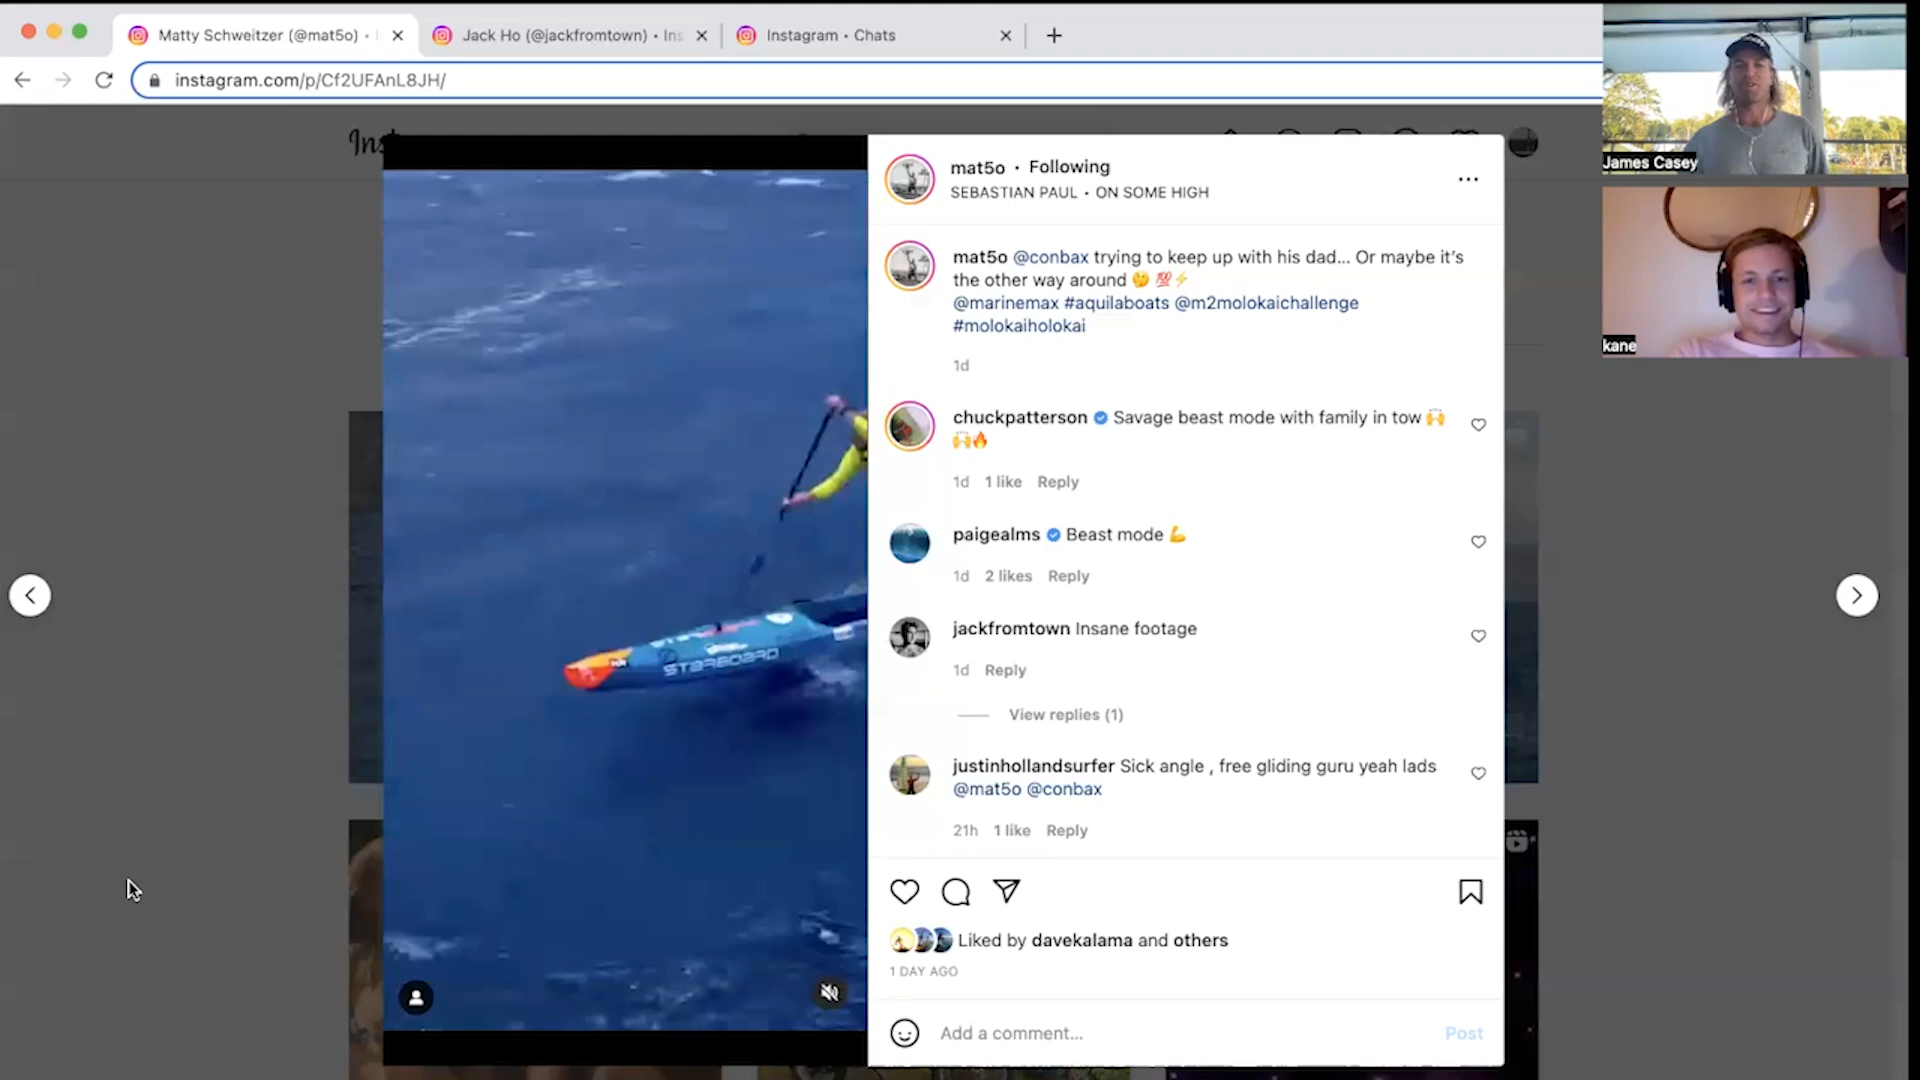 Matty Schweitzer (@mat5o) •
Jack Ho (@jackfromtown) • Ins
Instagram • Chats
instagram.com/p/Cf2UFAnL8JH/
James Casey
kane
Ins
mat5o • Following
SEBASTIAN PAUL • ON SOME HIGH
mat5o @conbax trying to keep up with his dad... Or maybe it's
the other way around 🤔 💯⚡
@marinemax #aquilaboats @m2molokaichallenge
#molokaiholokai
1d
chuckpatterson Savage beast mode with family in tow 🙌
🙌🔥
1d 1 like Reply
paigealms Beast mode 💪
1d 2 likes Reply
jackfromtown Insane footage
1d Reply
View replies (1)
justinhollandsurfer Sick angle , free gliding guru yeah lads
@mat5o @conbax
21h 1 like Reply
STARBOARD
Liked by davekalama and others
1 DAY AGO
Add a comment...
Post